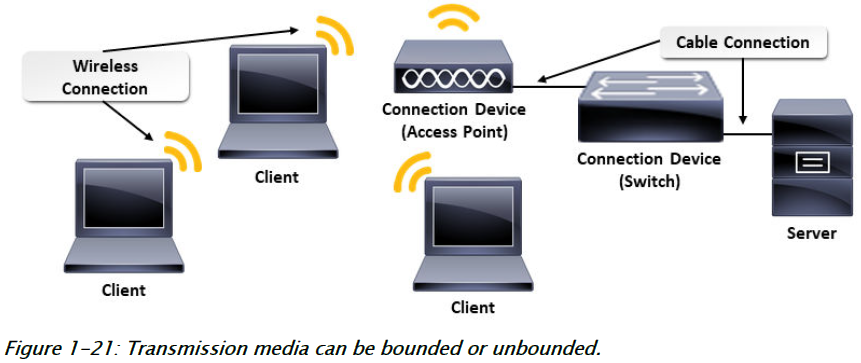 Wireless
Connection
Cable Connection
Connection Device
(Access Point)
Client
Connection Device
(Switch)
Server
Client
Client
Figure 1-21: Transmission media can be bounded or unbounded.